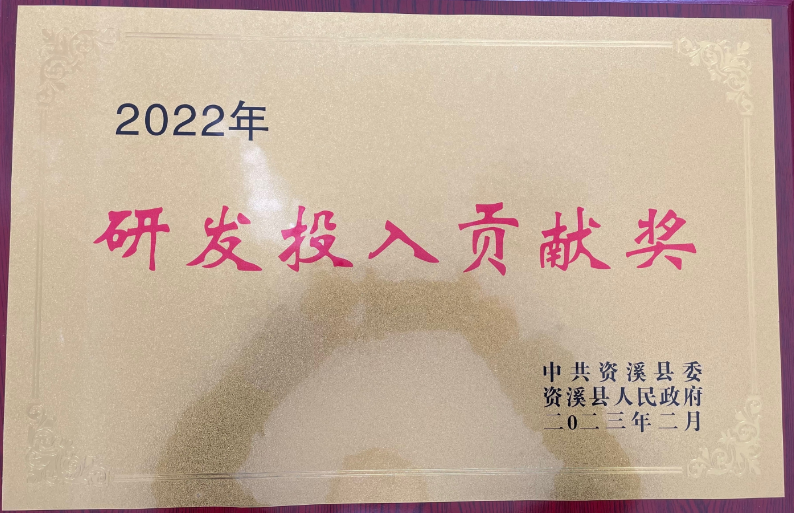 2022年
研发投入贡献奖
中共资溪县委
资溪县人民政府
二0二三年二月